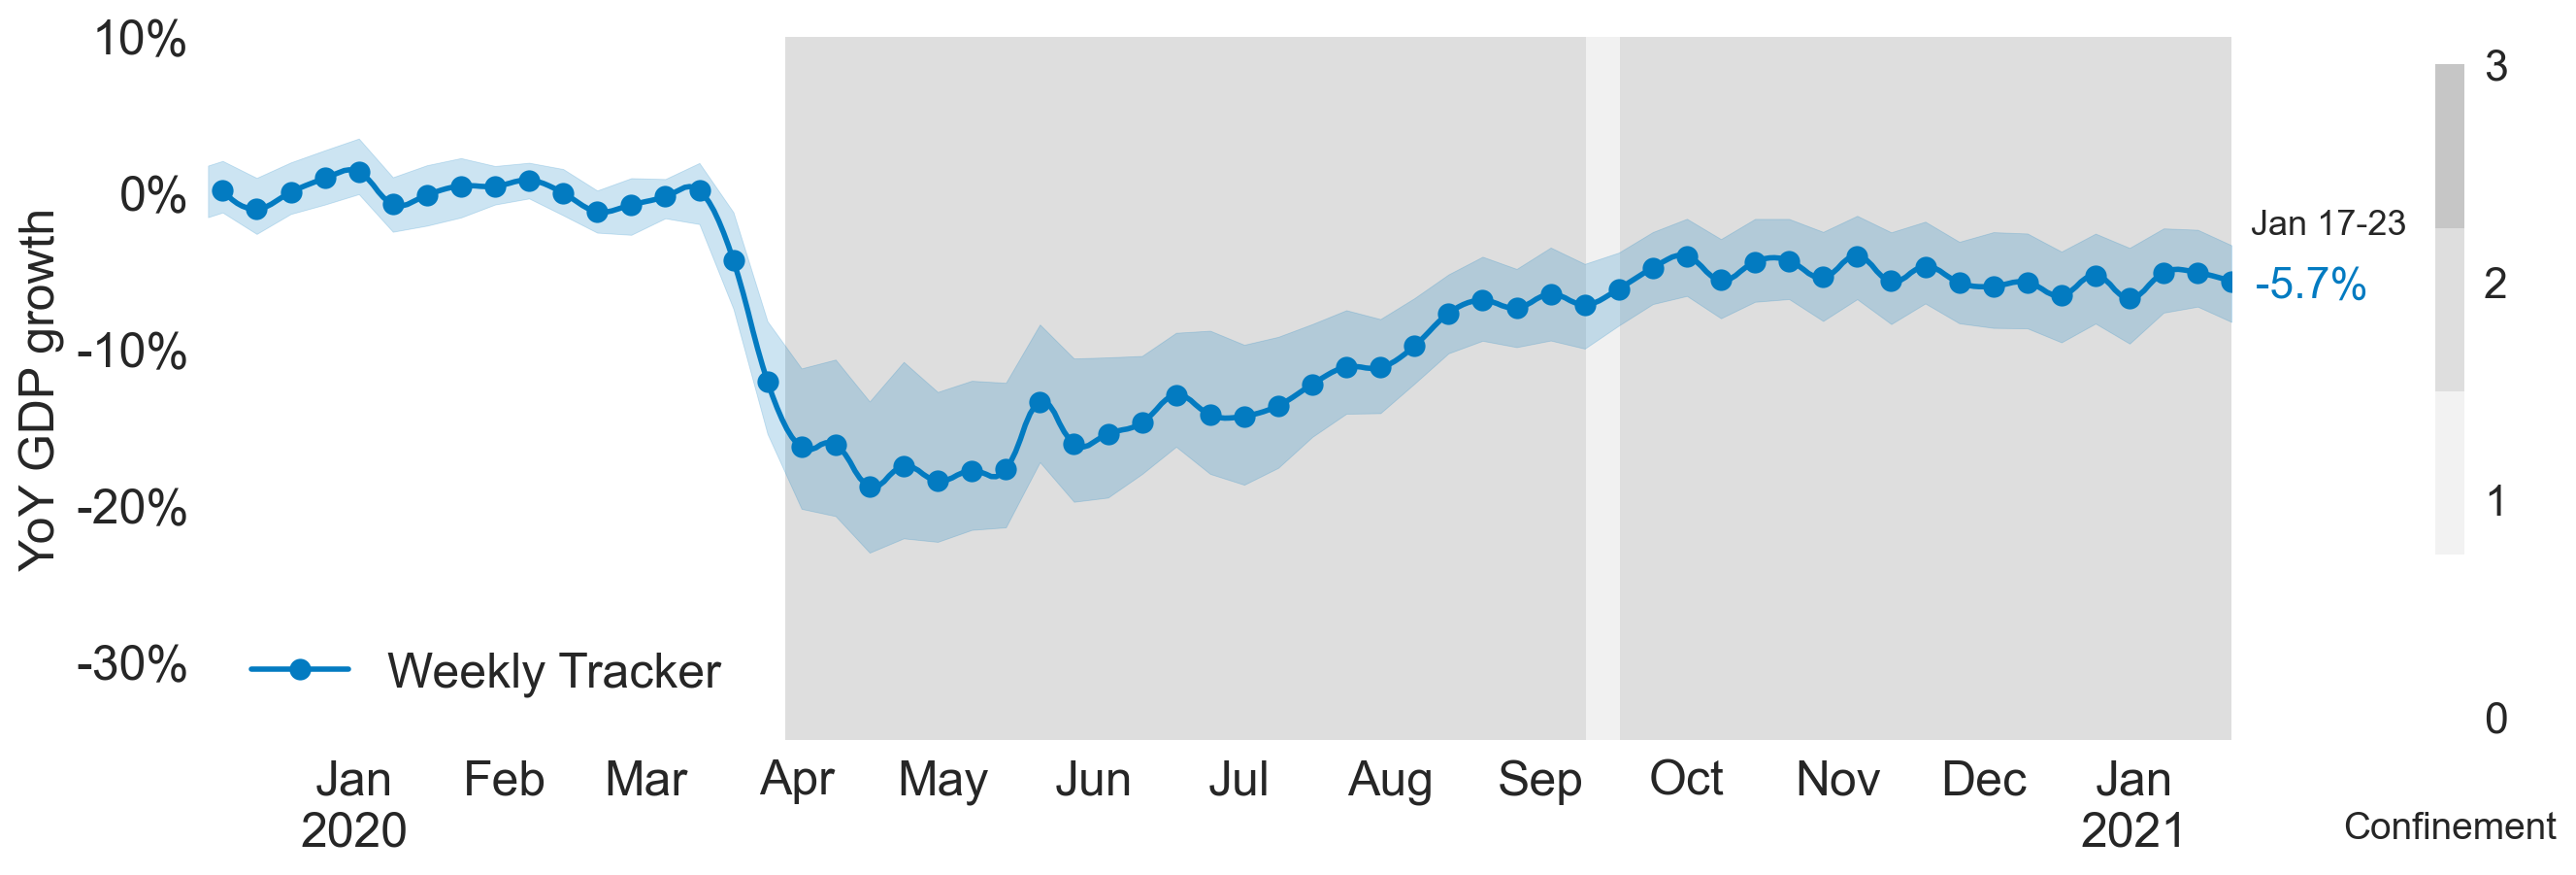 10%
0%
-10%
-20%
-30%
YoY GDP growth
Weekly Tracker
Jan Feb Mar Apr May Jun Jul Aug Sep Oct Nov Dec Jan
2020 2021
Jan 17-23
-5.7%
3
2
1
0
Confinement